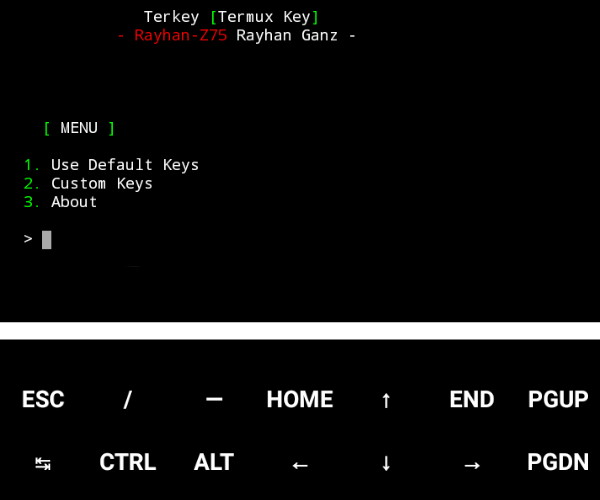 Terkey [Termux Key]
- Rayhan-Z75 Rayhan Ganz -
[ MENU ]
1. Use Default Keys
2. Custom Keys
3. About
>
ESC / — HOME ↑ END PGUP
↹ CTRL ALT ← ↓ → PGDN